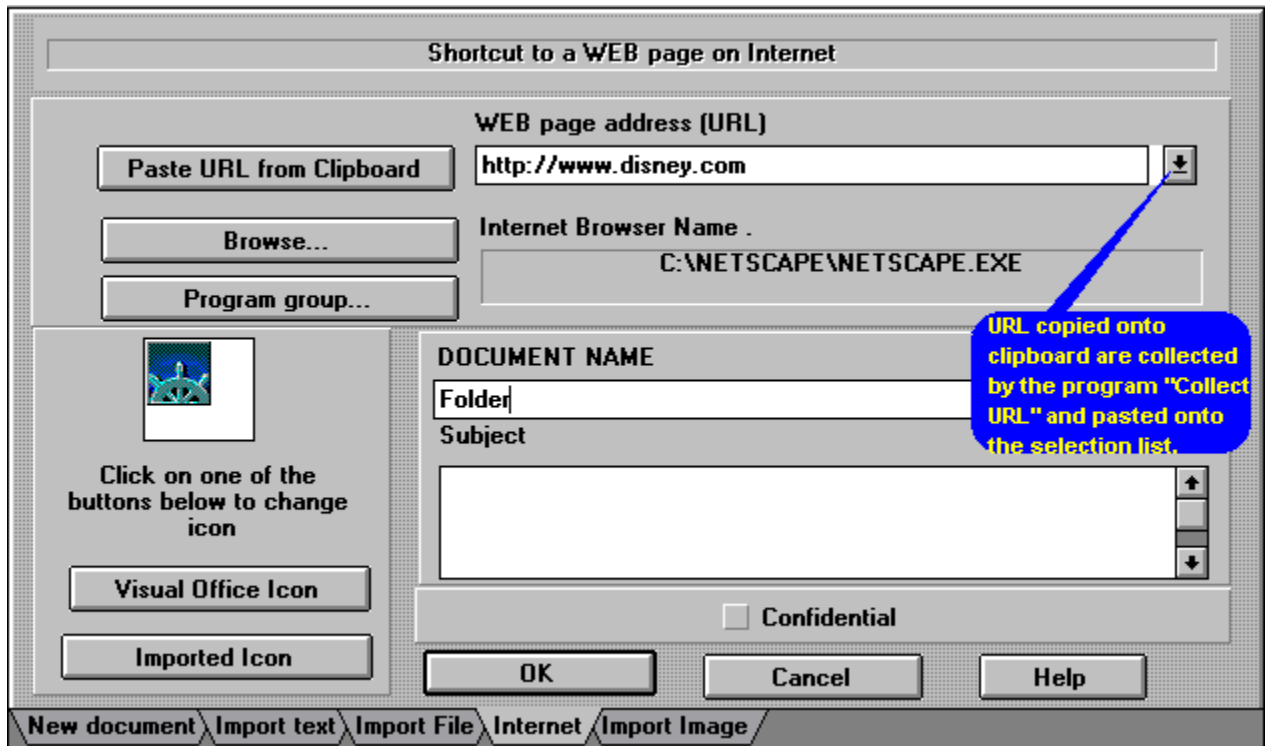 Shortcut to a WEB page on Internet
WEB page address (URL)
Paste URL from Clipboard
http://www.disney.com
Browse...
Internet Browser Name .
C:\NETSCAPE\NETSCAPE.EXE
Program group...
URL copied onto
clipboard are collected
by the program "Collect
URL" and pasted onto
the selection list.
DOCUMENT NAME
Folder
Subject
Click on one of the
buttons below to change
icon
Visual Office Icon
Imported Icon
Confidential
OK
Cancel
Help
New document
Import text
Import File
Internet
Import Image